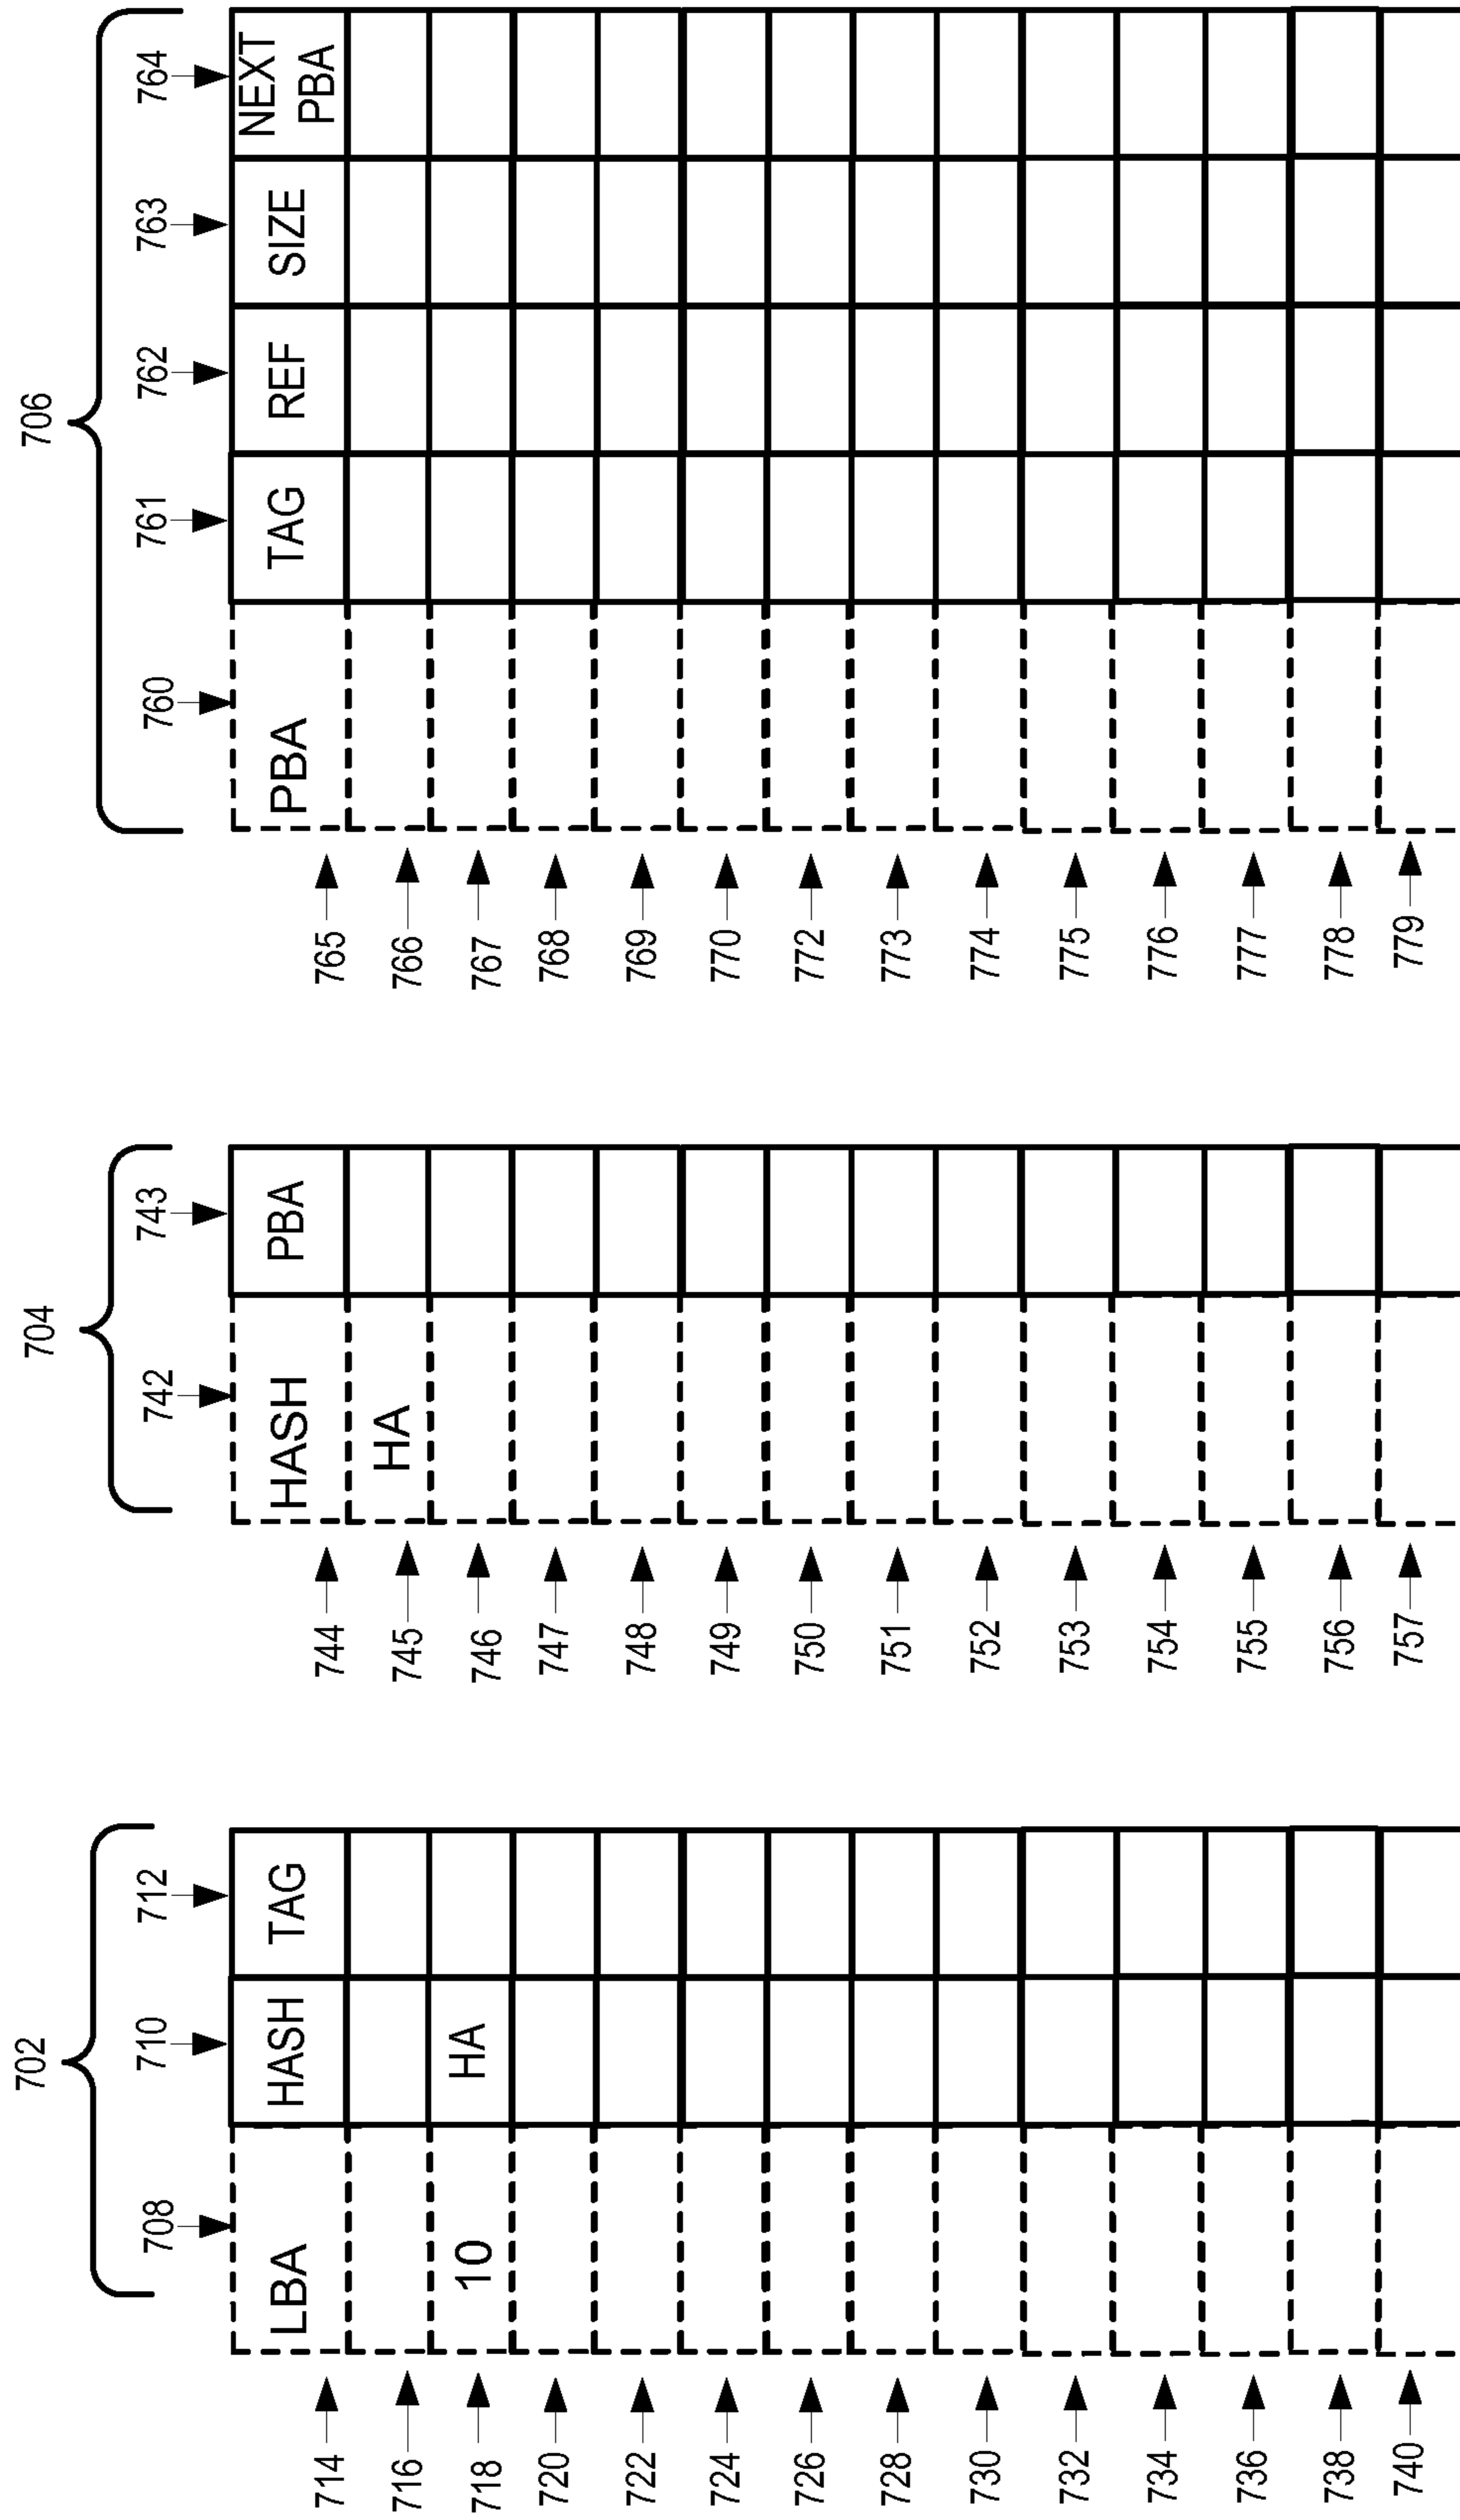 702 704 706
708 710 712 742 743 760 761 762 763 764
714 LBA HASH TAG 744 HASH PBA 765 PBA TAG REF SIZE NEXT PBA
716 745 HA 766
718 10 HA 746 767
720 747 768
722 748 769
724 749 770
726 750 772
728 751 773
730 752 774
732 753 775
734 754 776
736 755 777
738 756 778
740 757 779